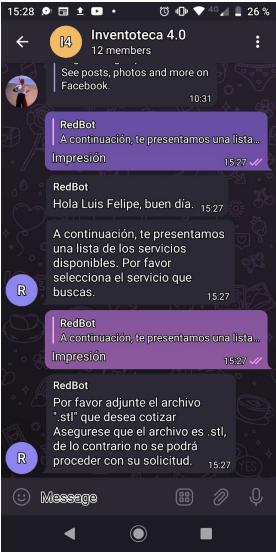 15:28 4G 26 %
I4 Inventoteca 4.0
12 members
See posts, photos and more on
Facebook.
10:31
RedBot
A continuación, te presentamos una lista...
Impresión
15:27
RedBot
Hola Luis Felipe, buen día. 15:27
A continuación, te presentamos
una lista de los servicios
disponibles. Por favor
selecciona el servicio que
buscas.
R 15:27
RedBot
A continuación, te presentamos una lista...
Impresión
15:27
RedBot
Por favor adjunte el archivo
".stl" que desea cotizar
Asegurese que el archivo es .stl,
de lo contrario no se podrá
R proceder con su solicitud. 15:27
Message